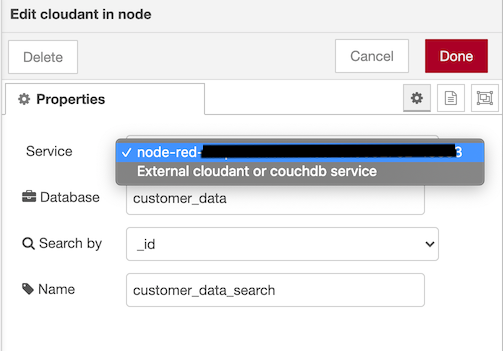 Edit cloudant in node
Delete
Cancel
Done
Properties
Service
✓ node-red-
3
External cloudant or couchdb service
Database
customer_data
Search by
_id
Name
customer_data_search